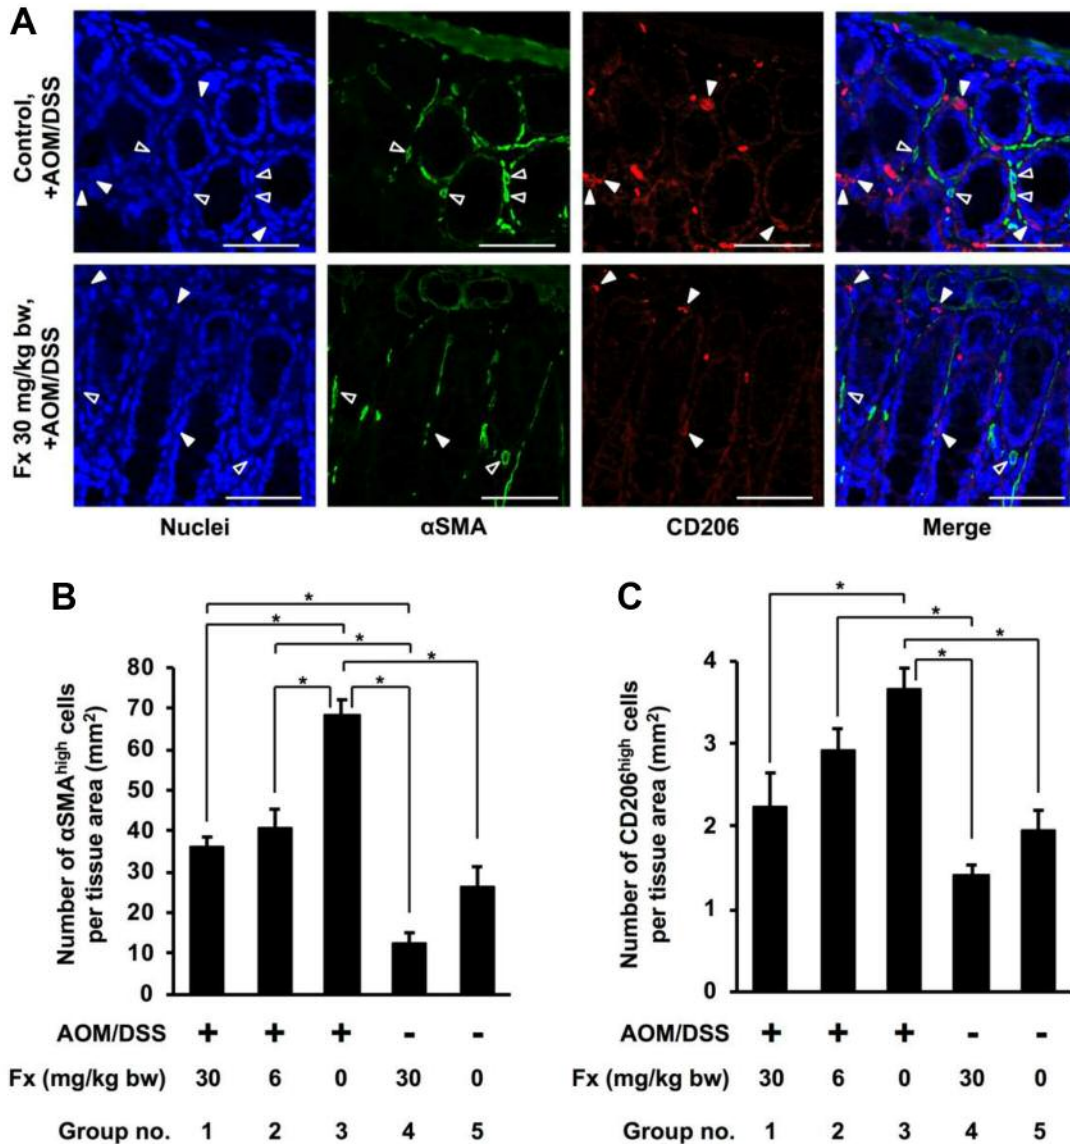 A
Control,
+AOM/DSS
Fx 30 mg/kg bw,
+AOM/DSS
Nuclei αSMA CD206 Merge
B
Number of αSMAhigh cells
per tissue area (mm2)
80
70
60
50
40
30
20
10
0
* * * * * *
AOM/DSS + + + - -
Fx (mg/kg bw) 30 6 0 30 0
Group no. 1 2 3 4 5
C
Number of CD206high cells
per tissue area (mm2)
4
3
2
1
0
* * * *
AOM/DSS + + + - -
Fx (mg/kg bw) 30 6 0 30 0
Group no. 1 2 3 4 5